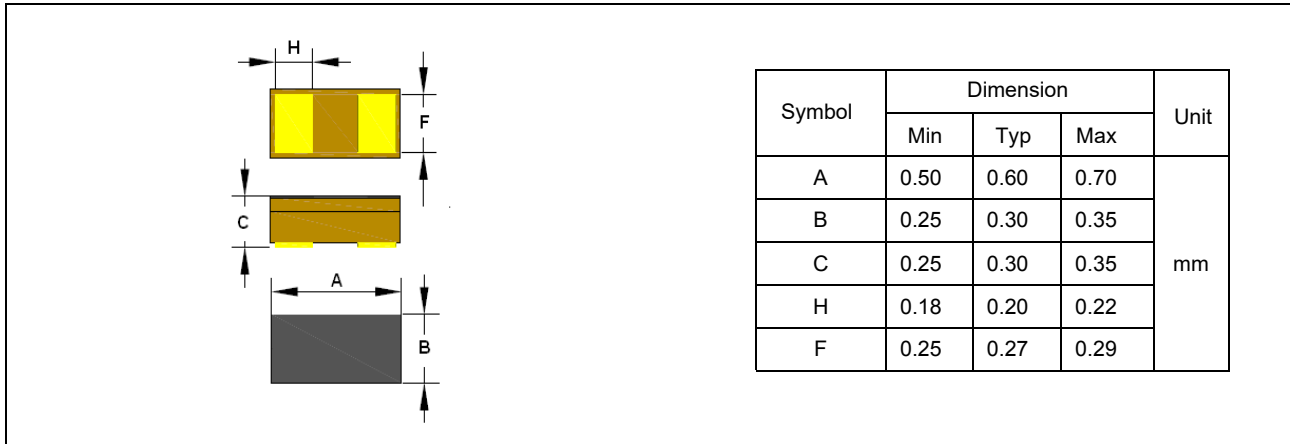 H
F
C
A
B
Symbol Dimension Unit
Min Typ Max
A 0.50 0.60 0.70
B 0.25 0.30 0.35
C 0.25 0.30 0.35 mm
H 0.18 0.20 0.22
F 0.25 0.27 0.29